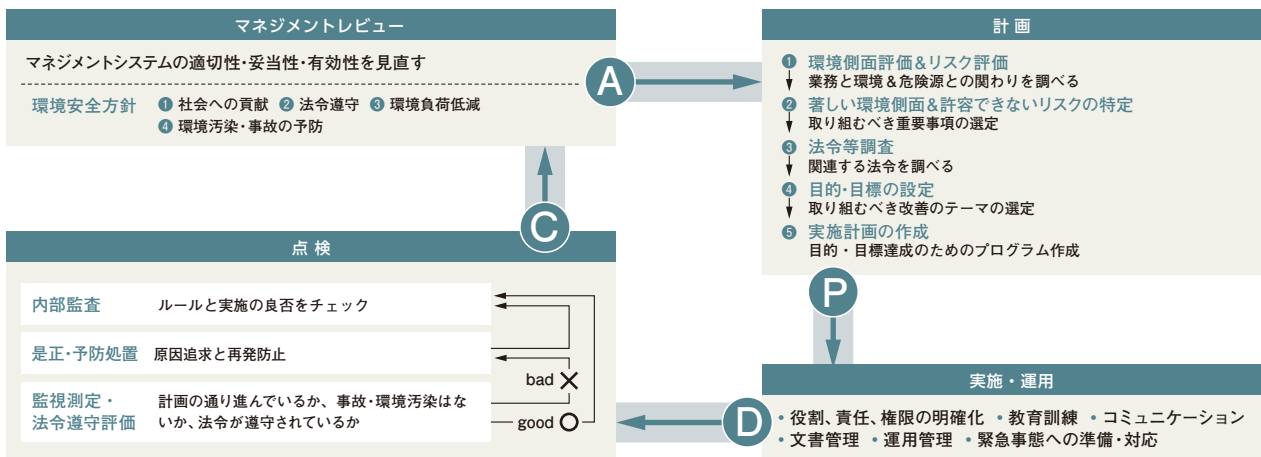 マネジメントレビュー
マネジメントシステムの適切性・妥当性・有効性を見直す
環境安全方針 ❶ 社会への貢献 ❷ 法令遵守 ❸ 環境負荷低減
❹ 環境汚染・事故の予防
A
計画
❶ 環境側面評価&リスク評価
業務と環境&危険源との関わりを調べる
❷ 著しい環境側面&許容できないリスクの特定
取り組むべき重要事項の選定
❸ 法令等調査
関連する法令を調べる
❹ 目的・目標の設定
取り組むべき改善のテーマの選定
❺ 実施計画の作成
目的・目標達成のためのプログラム作成
P
実施・運用
• 役割、責任、権限の明確化 • 教育訓練 • コミュニケーション
• 文書管理 • 運用管理 • 緊急事態への準備・対応
D
C
点検
内部監査 ルールと実施の良否をチェック
是正・予防処置 原因追求と再発防止
bad
監視測定・ 計画の通り進んでいるか、事故・環境汚染はな
法令遵守評価 いか、法令が遵守されているか
good